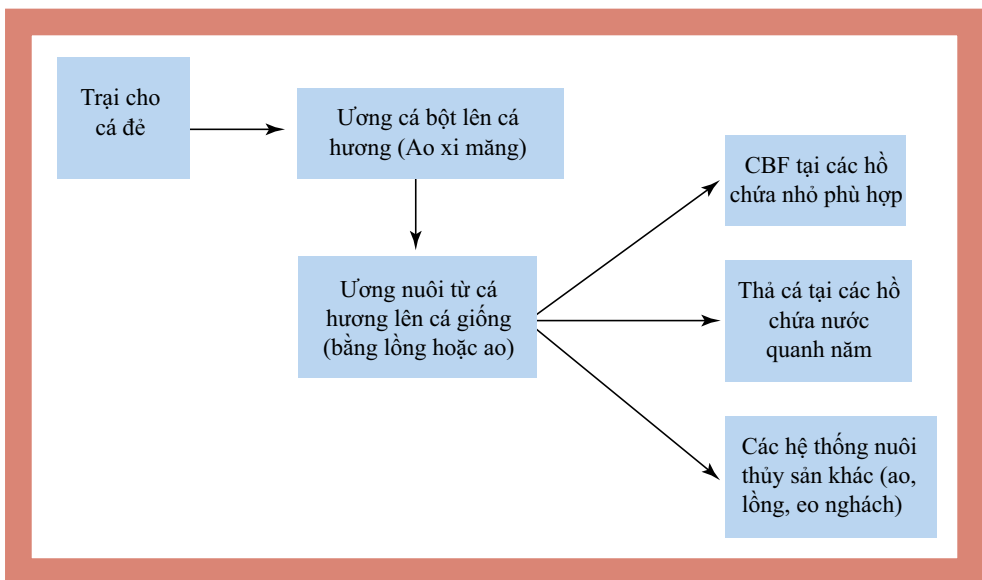 Trại cho
cá đẻ
Ương cá bột lên cá
hương (Ao xi măng)
Ương nuôi từ cá
hương lên cá giống
(bằng lồng hoặc ao)
CBF tại các hồ
chứa nhỏ phù hợp
Thả cá tại các hồ
chứa nước
quanh năm
Các hệ thống nuôi
thủy sản khác (ao,
lồng, eo nghách)